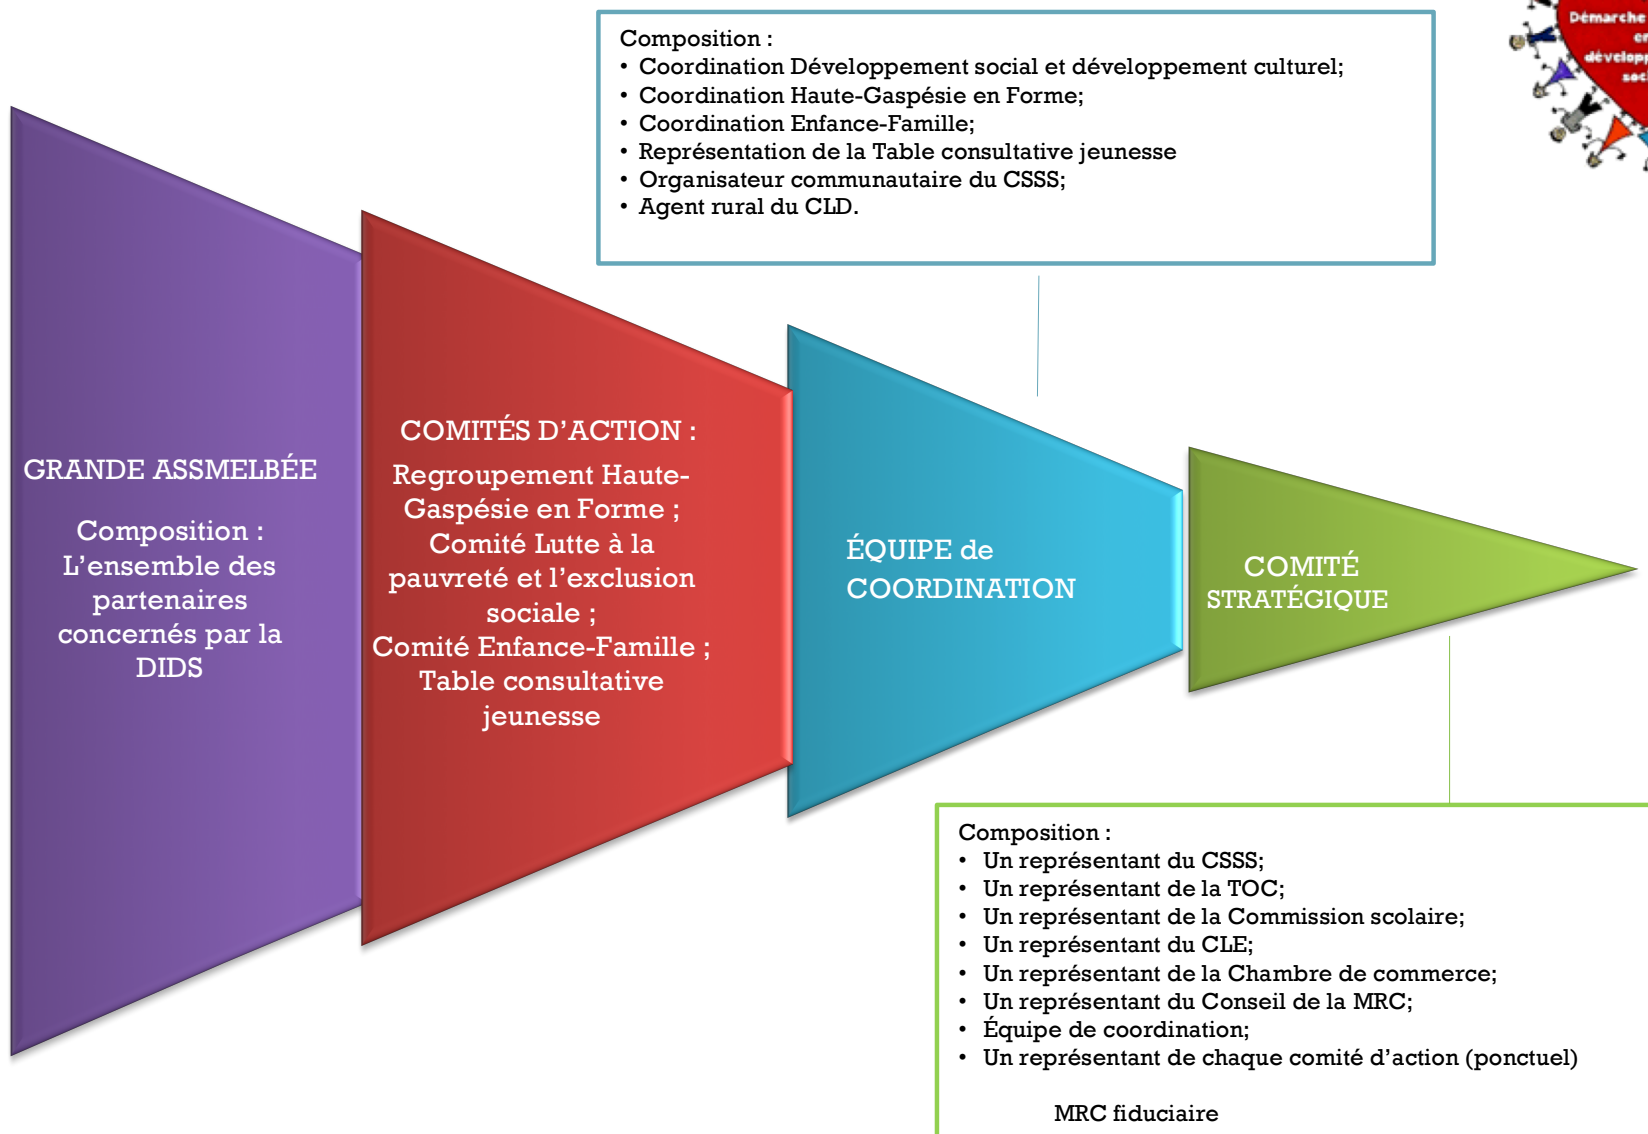 Composition :
• Coordination Développement social et développement culturel;
• Coordination Haute-Gaspésie en Forme;
• Coordination Enfance-Famille;
• Représentation de la Table consultative jeunesse
• Organisateur communautaire du CSSS;
• Agent rural du CLD.
Démarche
GRANDE ASSMELBÉE
Composition :
L'ensemble des
partenaires
concernés par la
DIDS
COMITÉS D'ACTION :
Regroupement Haute-
Gaspésie en Forme ;
Comité Lutte à la
pauvreté et l'exclusion
sociale ;
Comité Enfance-Famille ;
Table consultative
jeunesse
ÉQUIPE de
COORDINATION
COMITÉ
STRATÉGIQUE
Composition :
• Un représentant du CSSS;
• Un représentant de la TOC;
• Un représentant de la Commission scolaire;
• Un représentant du CLE;
• Un représentant de la Chambre de commerce;
• Un représentant du Conseil de la MRC;
• Équipe de coordination;
• Un représentant de chaque comité d'action (ponctuel)
MRC fiduciaire